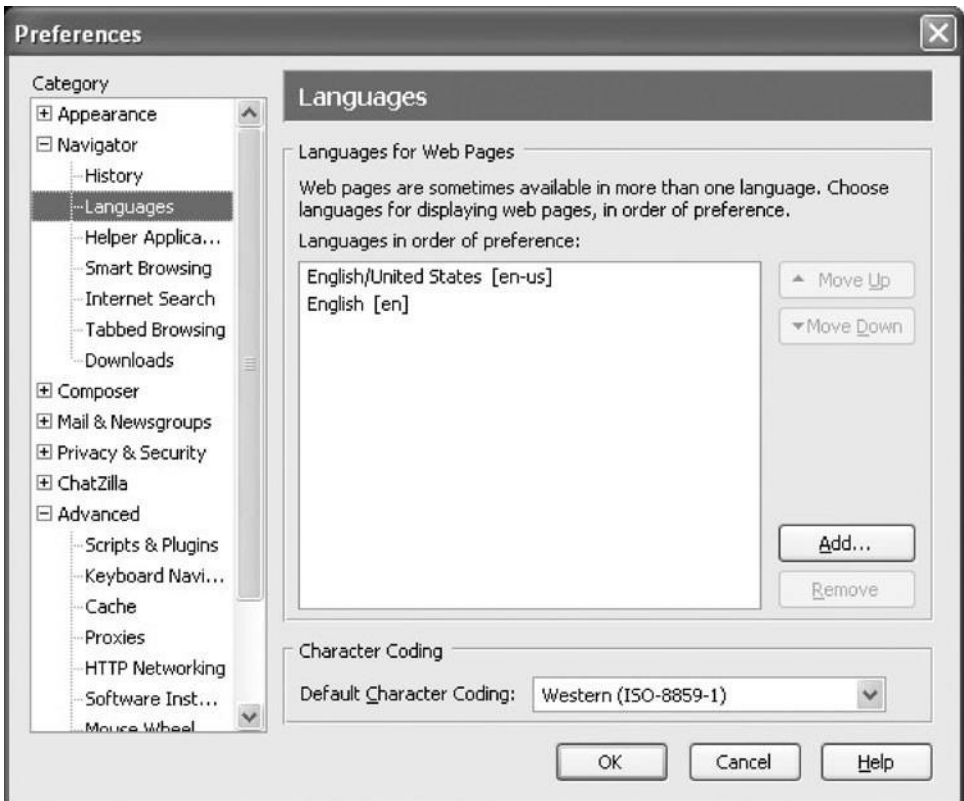 Preferences
Category
Appearance
Navigator
History
Languages
Helper Applica...
Smart Browsing
Internet Search
Tabbed Browsing
Downloads
Composer
Mail & Newsgroups
Privacy & Security
ChatZilla
Advanced
Scripts & Plugins
Keyboard Navi...
Cache
Proxies
HTTP Networking
Software Inst...
Mouse Wheel
Languages
Languages for Web Pages
Web pages are sometimes available in more than one language. Choose
languages for displaying web pages, in order of preference.
Languages in order of preference:
English/United States [en-us]
English [en]
Move Up
Move Down
Add...
Remove
Character Coding
Default Character Coding: Western (ISO-8859-1)
OK Cancel Help